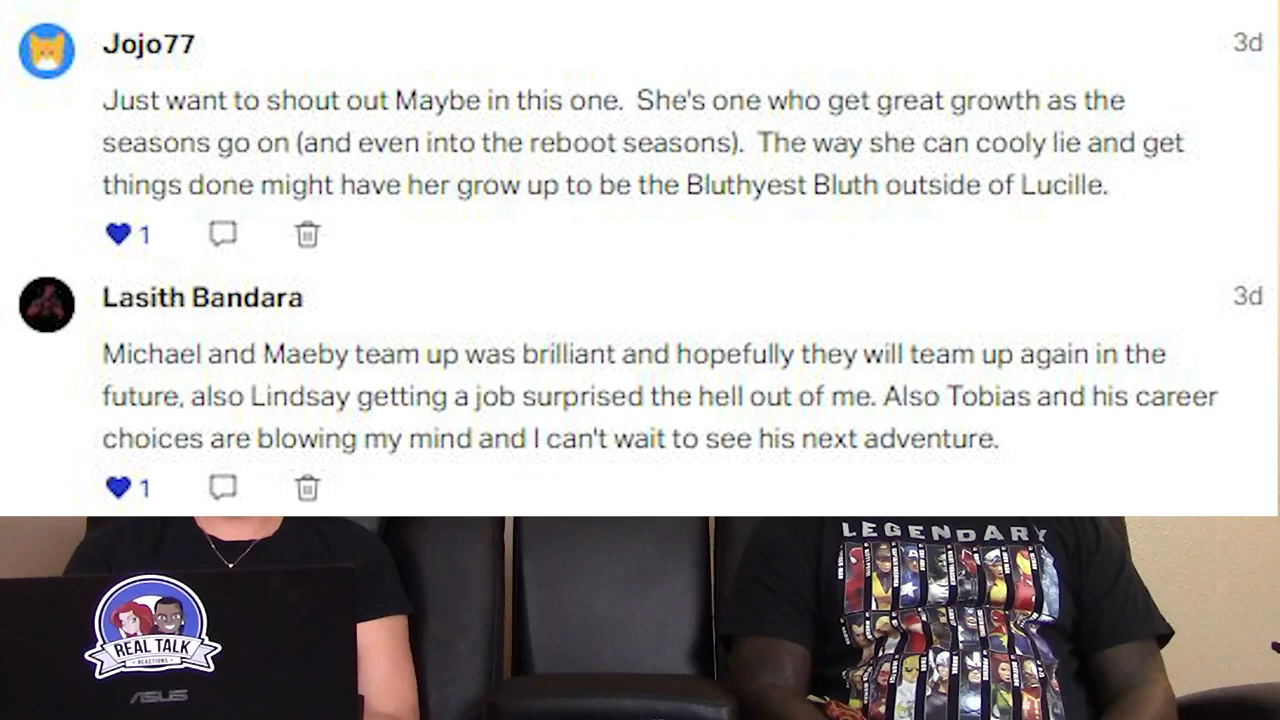 Jojo77
3d
Just want to shout out Maybe in this one. She's one who get great growth as the
seasons go on (and even into the reboot seasons). The way she can cooly lie and get
things done might have her grow up to be the Bluthyest Bluth outside of Lucille.
1
Lasith Bandara
3d
Michael and Maeby team up was brilliant and hopefully they will team up again in the
future, also Lindsay getting a job surprised the hell out of me. Also Tobias and his career
choices are blowing my mind and I can't wait to see his next adventure.
1
LEGENDARY
REAL TALK
REACTIONS
ASUS